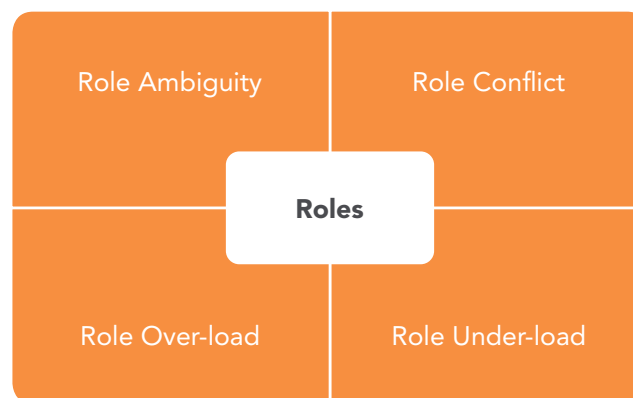 Role Ambiguity
Role Conflict
Roles
Role Over-load
Role Under-load